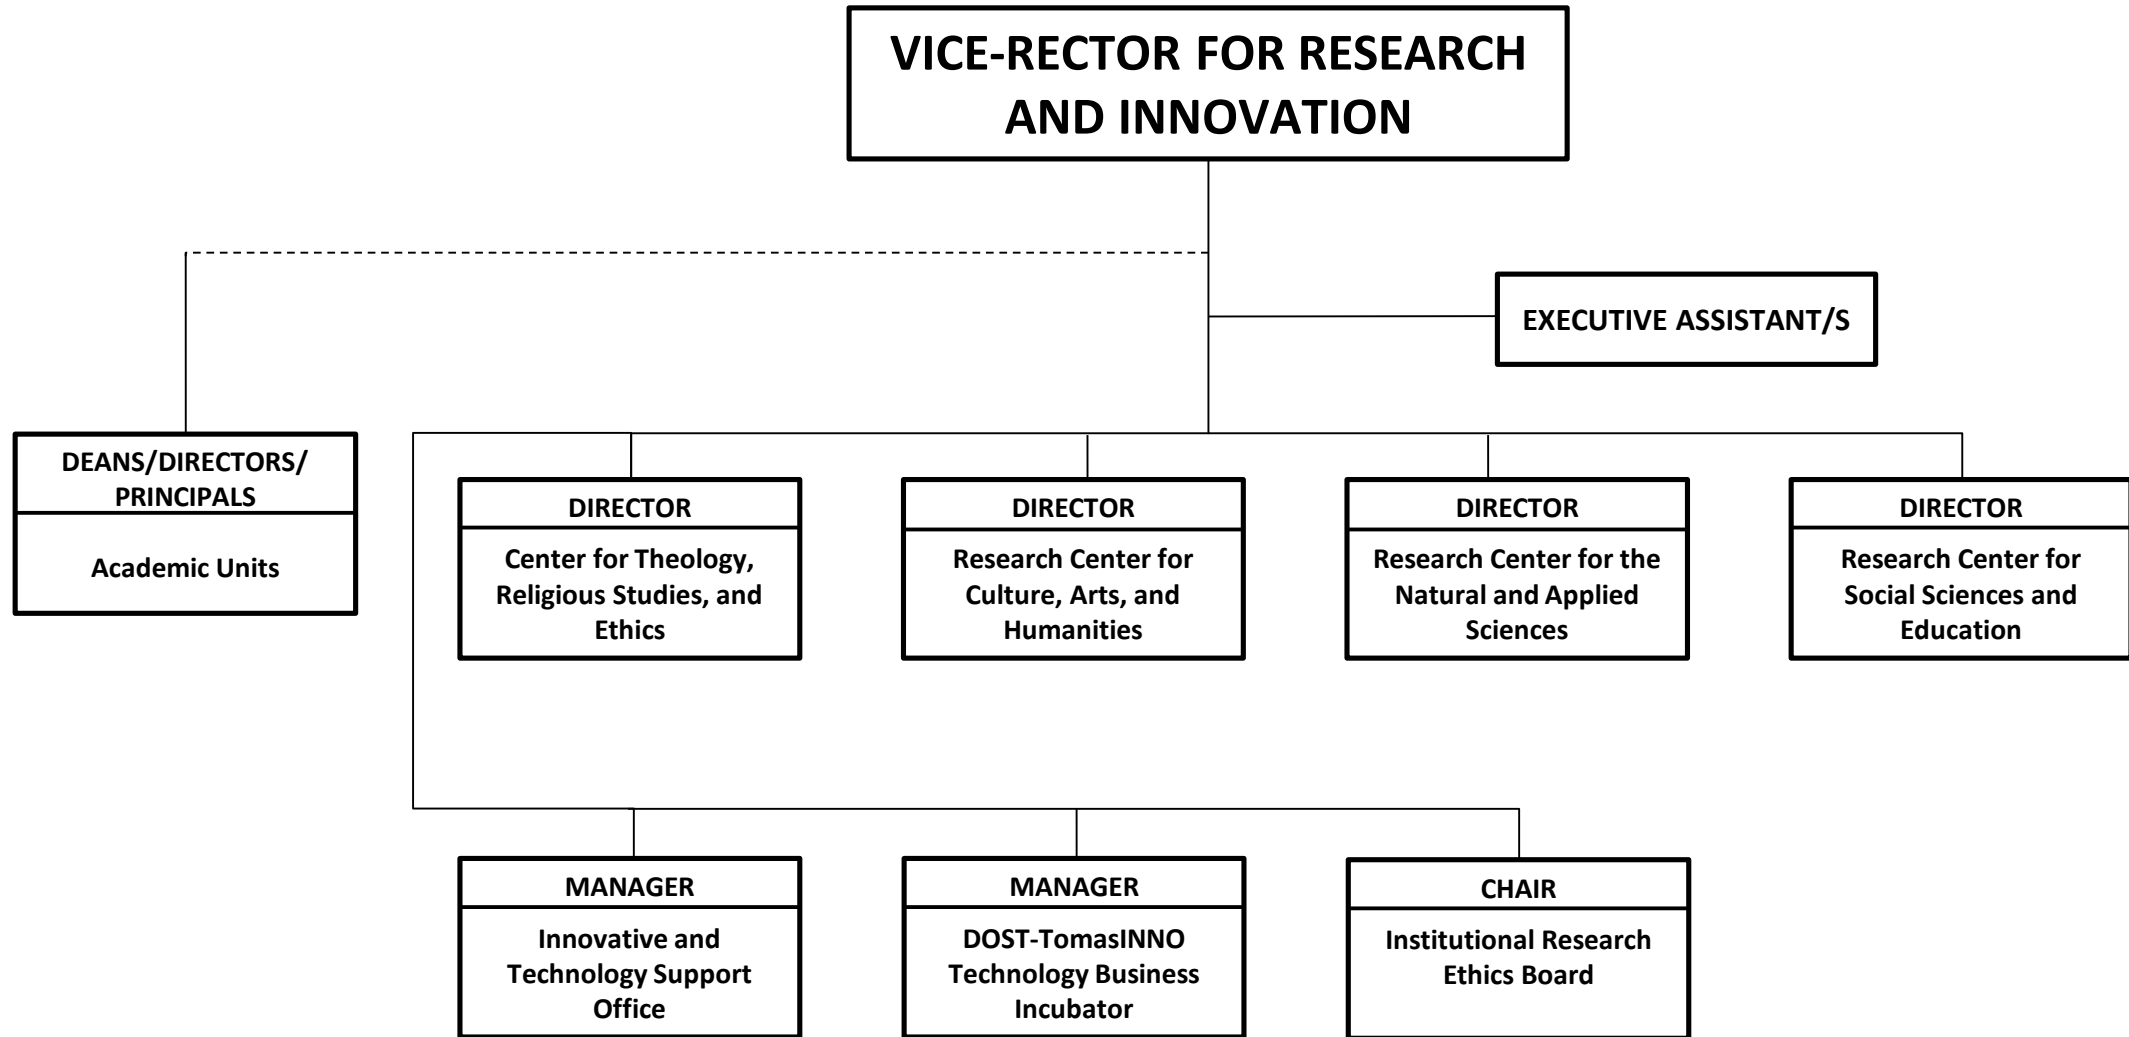 VICE-RECTOR FOR RESEARCH
AND INNOVATION
EXECUTIVE ASSISTANT/S
DEANS/DIRECTORS/
PRINCIPALS
Academic Units
DIRECTOR
Center for Theology,
Religious Studies, and
Ethics
DIRECTOR
Research Center for
Culture, Arts, and
Humanities
DIRECTOR
Research Center for the
Natural and Applied
Sciences
DIRECTOR
Research Center for
Social Sciences and
Education
MANAGER
Innovative and
Technology Support
Office
MANAGER
DOST-TomasINNO
Technology Business
Incubator
CHAIR
Institutional Research
Ethics Board